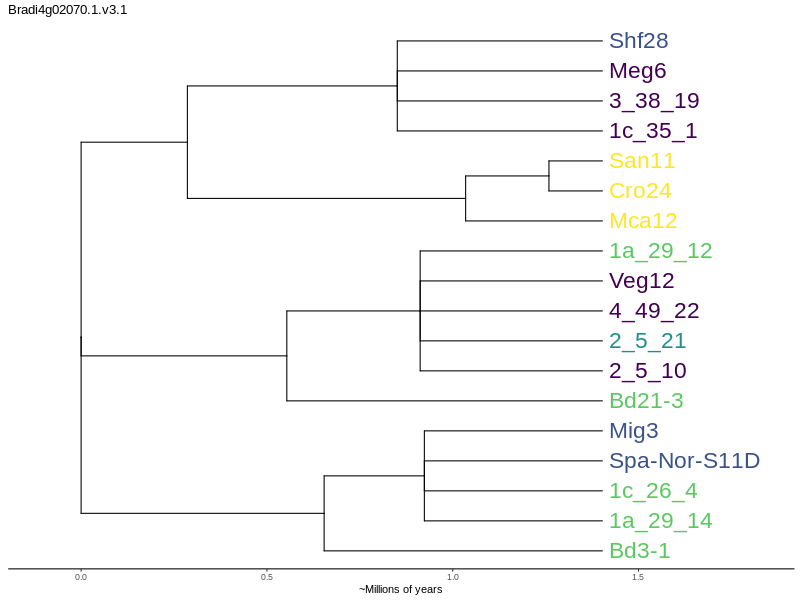 Bradi4g02070.1.v3.1
Shf28
Meg6
3_38_19
1c_35_1
San11
Cro24
Mca12
1a_29_12
Veg12
4_49_22
2_5_21
2_5_10
Bd21-3
Mig3
Spa-Nor-S11D
1c_26_4
1a_29_14
Bd3-1
0.0 0.5 1.0 1.5
~Millions of years